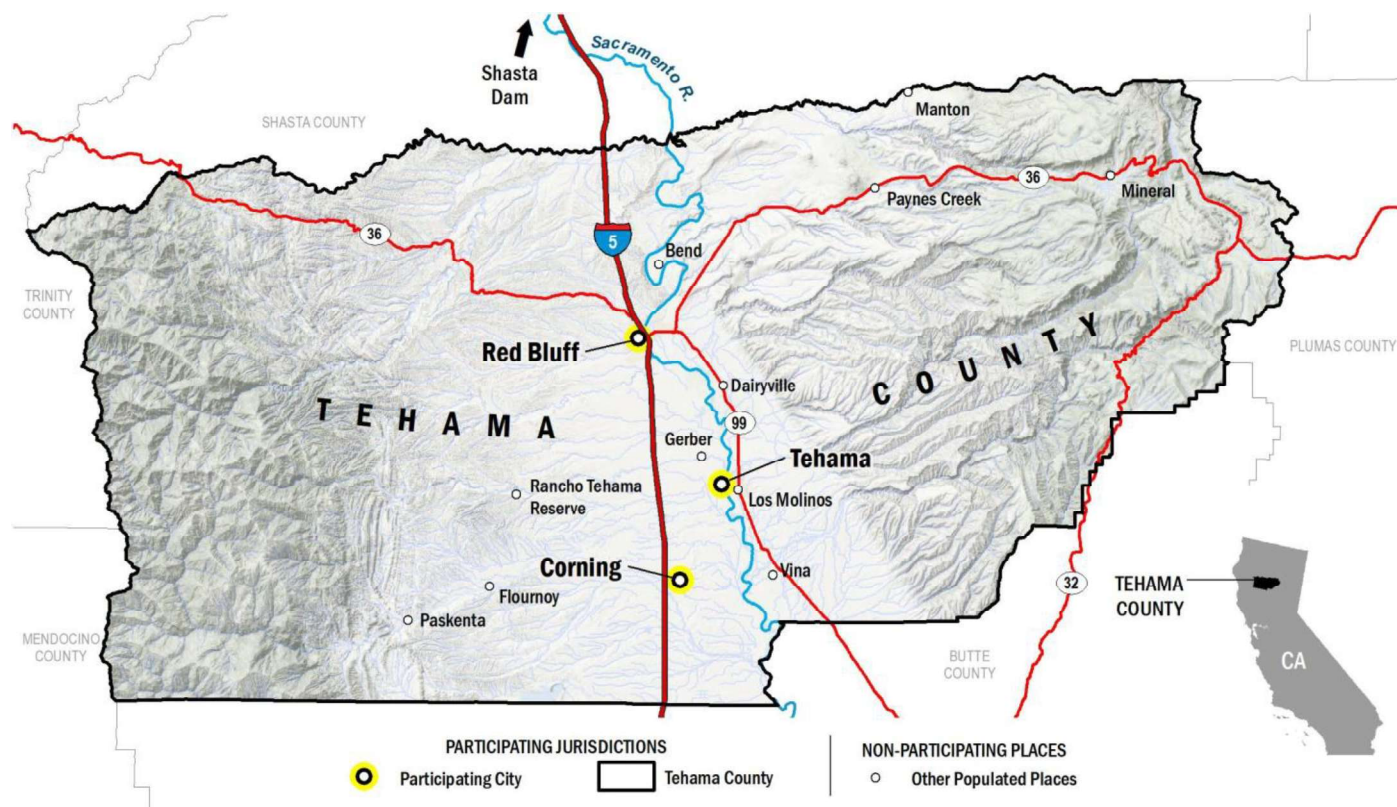 Sacramento R.
Shasta
Dam
SHASTA COUNTY
Manton
36
Mineral
Paynes Creek
36
5
Bend
TRINITY
COUNTY
Red Bluff
PLUMAS COUNTY
COUNTY
Dairyville
TEHAMA
99
Gerber
Tehama
Rancho Tehama
Reserve
Los Molinos
Corning
Vina
Flournoy
32
TEHAMA
COUNTY
Paskenta
MENDOCINO
COUNTY
BUTTE
COUNTY
CA
PARTICIPATING JURISDICTIONS
NON-PARTICIPATING PLACES
Participating City
Tehama County
Other Populated Places